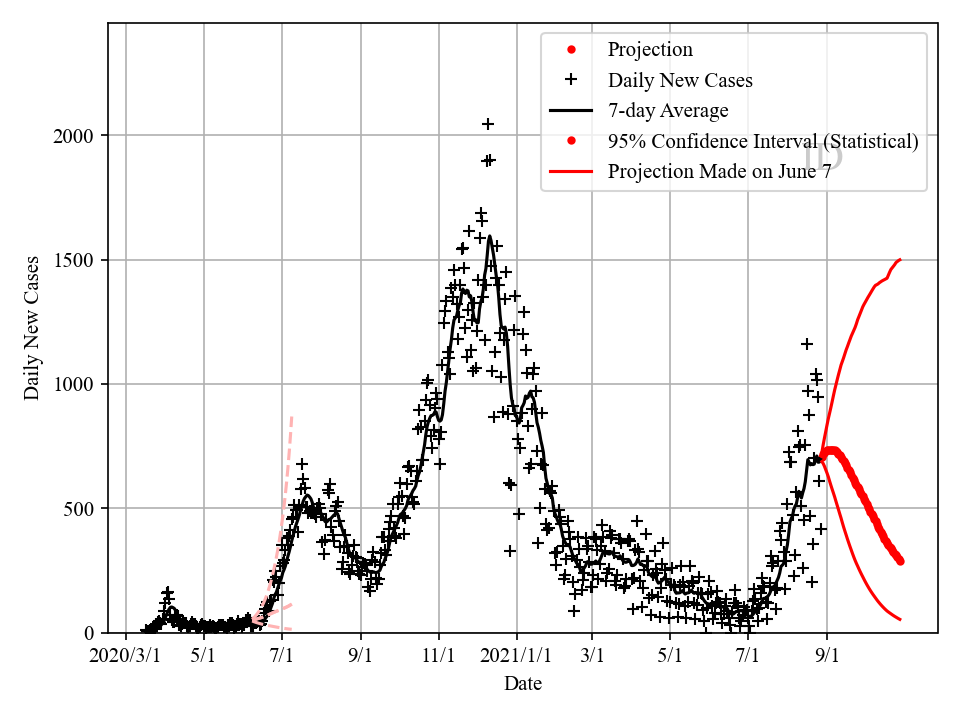 Projection
Daily New Cases
7-day Average
95% Confidence Interval (Statistical)
ID
Projection Made on June 7
2000
1500
1000
500
0
Daily New Cases
2020/3/1 5/1 7/1 9/1 11/1 2021/1/1 3/1 5/1 7/1 9/1
Date